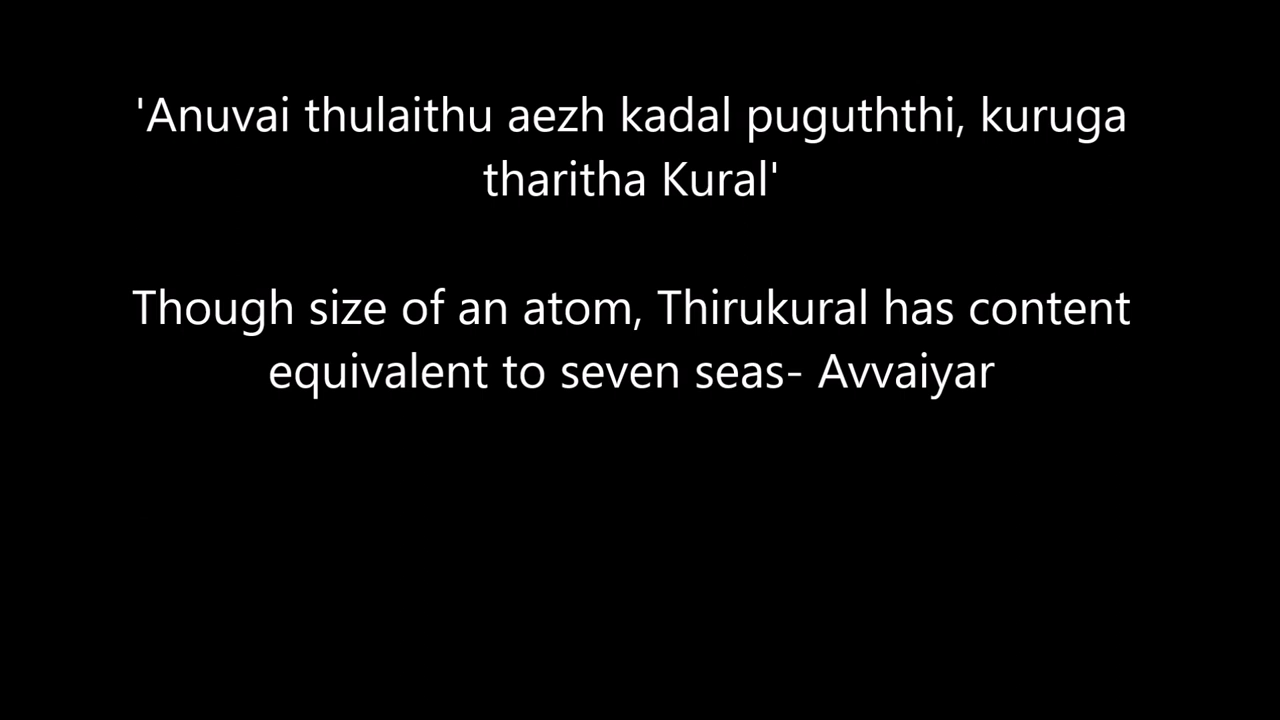 'Anuvai thulaithu aezh kadal puguththi, kuruga
tharitha Kural'
Though size of an atom, Thirukural has content
equivalent to seven seas- Avvaiyar